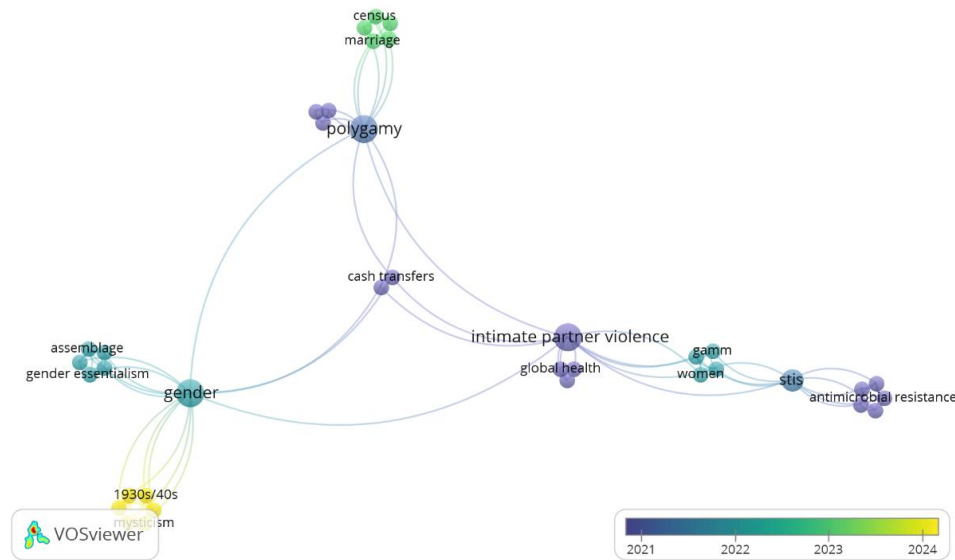 census
marriage
polygamy
cash transfers
intimate partner violence
assemblage
gamm
global health
women
gender essentialism
stis
gender
antimicrobial resistance
1930s/40s
mysticism
VOSviewer
2021 2022 2023 2024